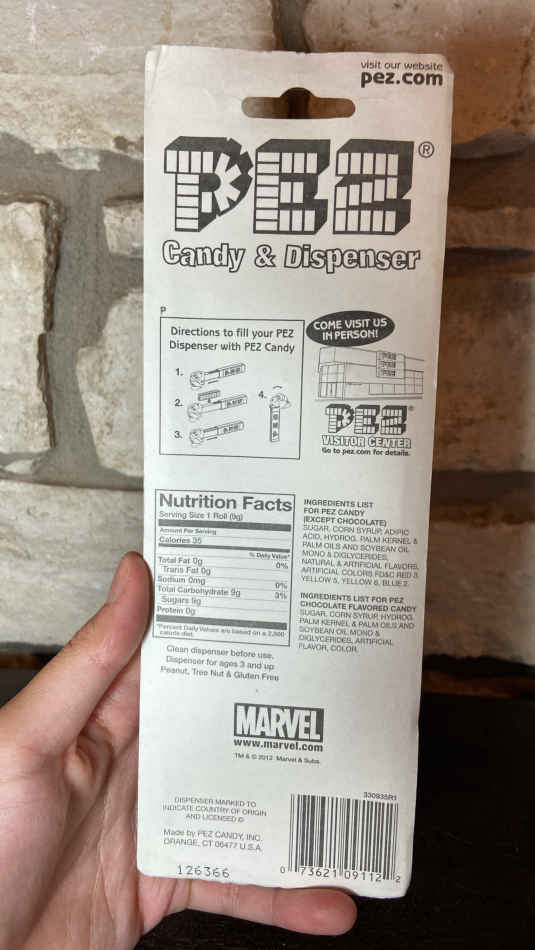 visit our website
pez.com
PEZ®
Candy & Dispenser
P
Directions to fill your PEZ
Dispenser with PEZ Candy
1.
2.
3.
4.
COME VISIT US
IN PERSON!
PEZ
PEZ
PEZ
PEZ®
VISITOR CENTER
Go to pez.com for details.
Nutrition Facts
Serving Size 1 Roll (9g)
Amount Per Serving
Calories 35
% Daily Value*
Total Fat 0g 0%
Trans Fat 0g
Sodium 0mg 0%
Total Carbohydrate 9g 3%
Sugars 9g
Protein 0g
*Percent Daily Values are based on a 2,000
calorie diet.
INGREDIENTS LIST
FOR PEZ CANDY
(EXCEPT CHOCOLATE)
SUGAR, CORN SYRUP, ADIPIC
ACID, HYDROG. PALM KERNEL &
PALM OILS AND SOYBEAN OIL
MONO & DIGLYCERIDES,
NATURAL & ARTIFICIAL FLAVORS,
ARTIFICIAL COLORS FD&C RED 3,
YELLOW 5, YELLOW 6, BLUE 2.
INGREDIENTS LIST FOR PEZ
CHOCOLATE FLAVORED CANDY
SUGAR, CORN SYRUP, HYDROG.
PALM KERNEL & PALM OILS AND
SOYBEAN OIL MONO &
DIGLYCERIDES, ARTIFICIAL
FLAVOR, COLOR.
Clean dispenser before use.
Dispenser for ages 3 and up
Peanut, Tree Nut & Gluten Free
MARVEL
www.marvel.com
TM & © 2012 Marvel & Subs.
DISPENSER MARKED TO
INDICATE COUNTRY OF ORIGIN
AND LICENSED ©
Made by PEZ CANDY, INC.
ORANGE, CT 06477 U.S.A.
126366
330935R1
0 73621 09112 2